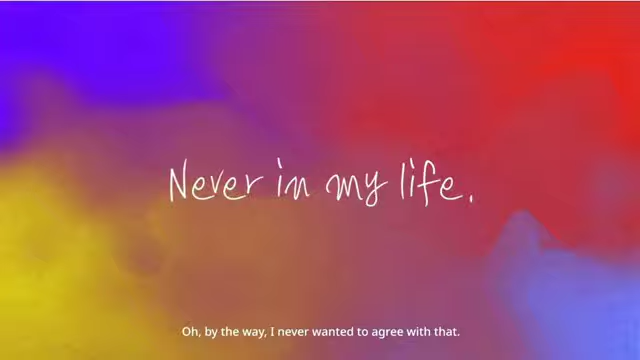 Never in my life.
Oh, by the way, I never wanted to agree with that.